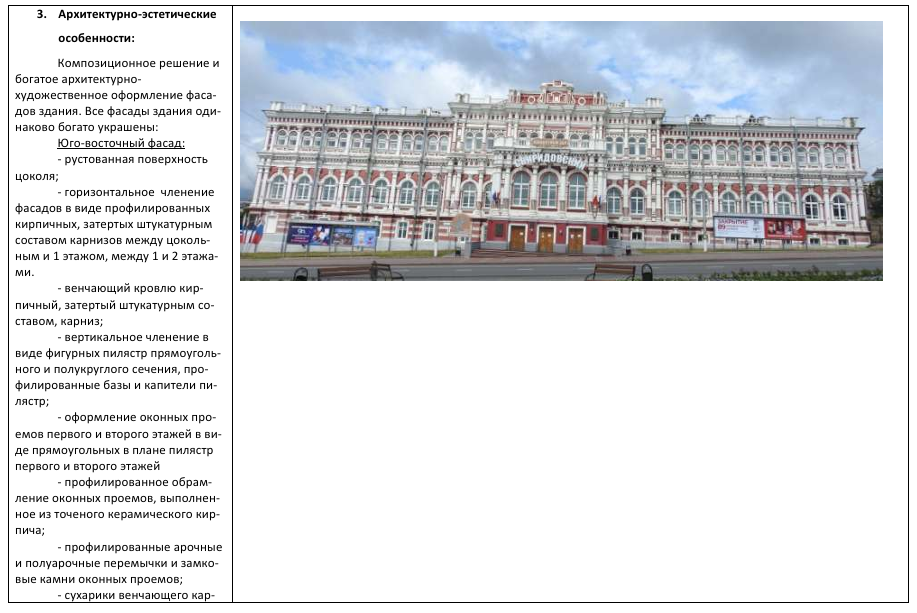 3. Архитектурно-эстетические
особенности:
Композиционное решение и
богатое архитектурно-
художественное оформление фаса-
дов здания. Все фасады здания оди-
наково богато украшены:
Юго-восточный фасад:
- рустованная поверхность
цоколя;
- горизонтальное членение
фасадов в виде профилированных
кирпичных, затертых штукатурным
составом карнизов между цоколь-
ным и 1 этажом, между 1 и 2 этажа-
ми.
- венчающий кровлю кир-
пичный, затертый штукатурным со-
ставом, карниз;
- вертикальное членение в
виде фигурных пилястр прямоуголь-
ного и полукруглого сечения, про-
филированные базы и капители пи-
лястр;
- оформление оконных про-
емов первого и второго этажей в ви-
де прямоугольных в плане пилястр
первого и второго этажей
- профилированное обрам-
ление оконных проемов, выполнен-
ное из точеного керамического кир-
пича;
- профилированные арочные
и полуарочные перемычки и замко-
вые камни оконных проемов;
- сухарики венчающего кар-
ЗАКРЫТИЕ